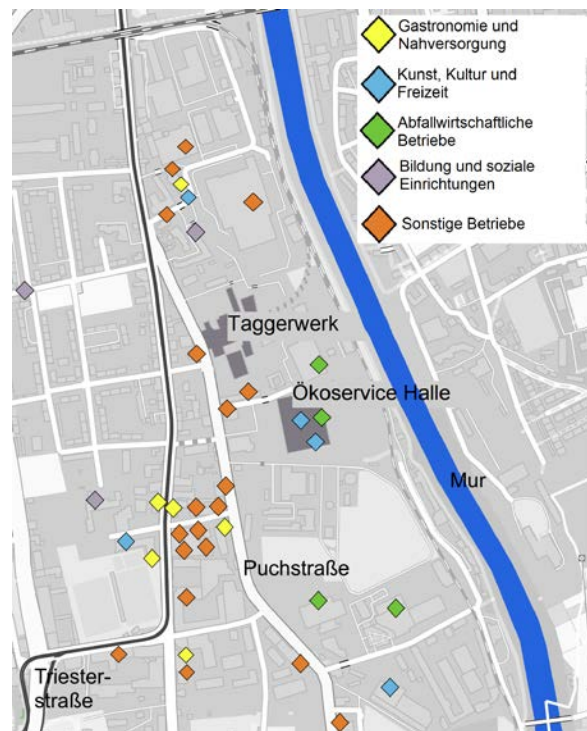 Gastronomie und
Nahversorgung
Kunst, Kultur und
Freizeit
Abfallwirtschaftliche
Betriebe
Bildung und soziale
Einrichtungen
Sonstige Betriebe
Taggerwerk
Ökoservice Halle
Mur
Puchstraße
Triester-
straße